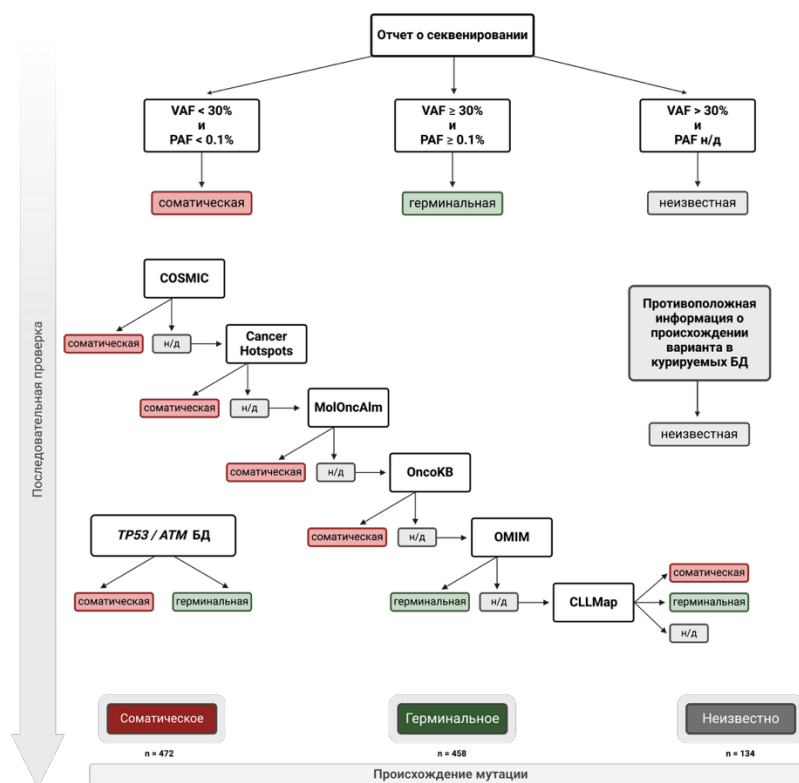 Отчет о секвенировании
VAF < 30%
и
PAF < 0.1%
VAF ≥ 30%
и
PAF ≥ 0.1%
VAF > 30%
и
PAF н/д
соматическая
герминальная
неизвестная
Последовательная проверка
COSMIC
соматическая
н/д
Cancer
Hotspots
соматическая
н/д
MolOncAlm
соматическая
н/д
OncoKB
соматическая
н/д
OMIM
герминальная
н/д
CLLMap
соматическая
герминальная
н/д
Противоположная
информация о
происхождении
варианта в
курируемых БД
неизвестная
TP53 / ATM БД
соматическая
герминальная
Соматическое
Герминальное
Неизвестно
n = 472
n = 458
n = 134
Происхождение мутации